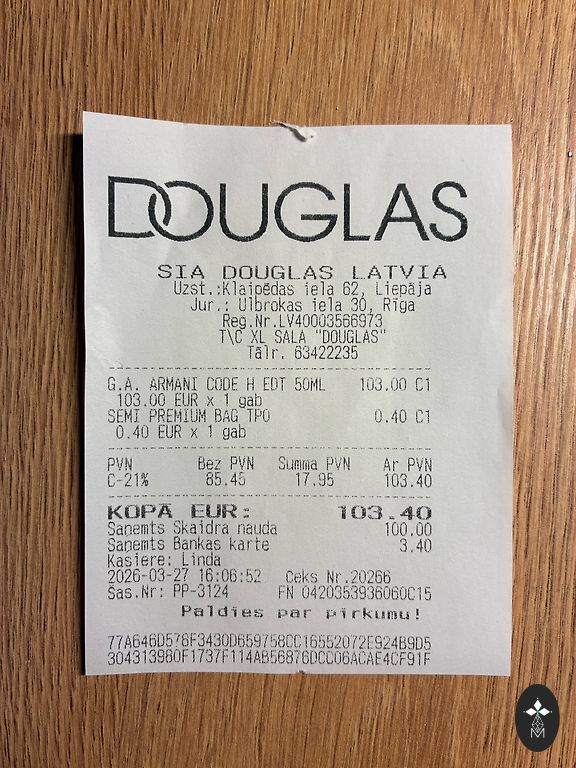 DOUGLAS
SIA DOUGLAS LATVIA
Uzst.:Klaipēdas iela 62, Liepāja
Jur.: Ulbrokas iela 30, Rīga
Reģ.Nr.LV40003566973
T\C XL SALA "DOUGLAS"
Tālr. 63422235
G.A. ARMANI CODE H EDT 50ML 103.00 C1
103.00 EUR x 1 gab
SEMI PREMIUM BAG TPO 0.40 C1
0.40 EUR x 1 gab
PVN Bez PVN Summa PVN Ar PVN
C-21% 85.45 17.95 103.40
KOPĀ EUR: 103.40
Saņemts Skaidra nauda 100.00
Saņemts Bankas karte 3.40
Kasiere: Linda
2026-03-27 16:06:52 Čeks Nr.20266
Sas.Nr: PP-3124 FN 0420353936060C15
Paldies par pirkumu!
77A646D576F3430D659758CC16552072E924B9D5
304313980F1737F114AB56876DCC06ACAE4CF91F
M